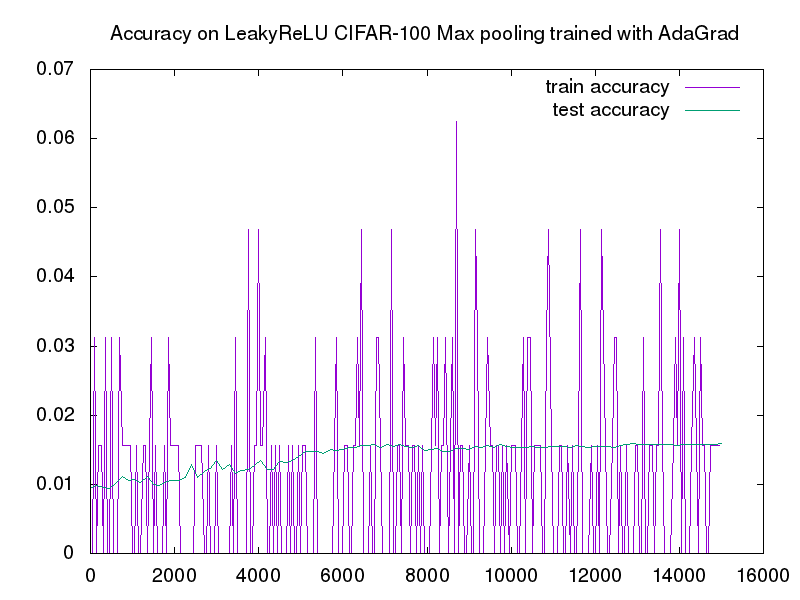 Accuracy on LeakyReLU CIFAR-100 Max pooling trained with AdaGrad
0.07
0.06
0.05
0.04
0.03
0.02
0.01
0
train accuracy
test accuracy
0 2000 4000 6000 8000 10000 12000 14000 16000